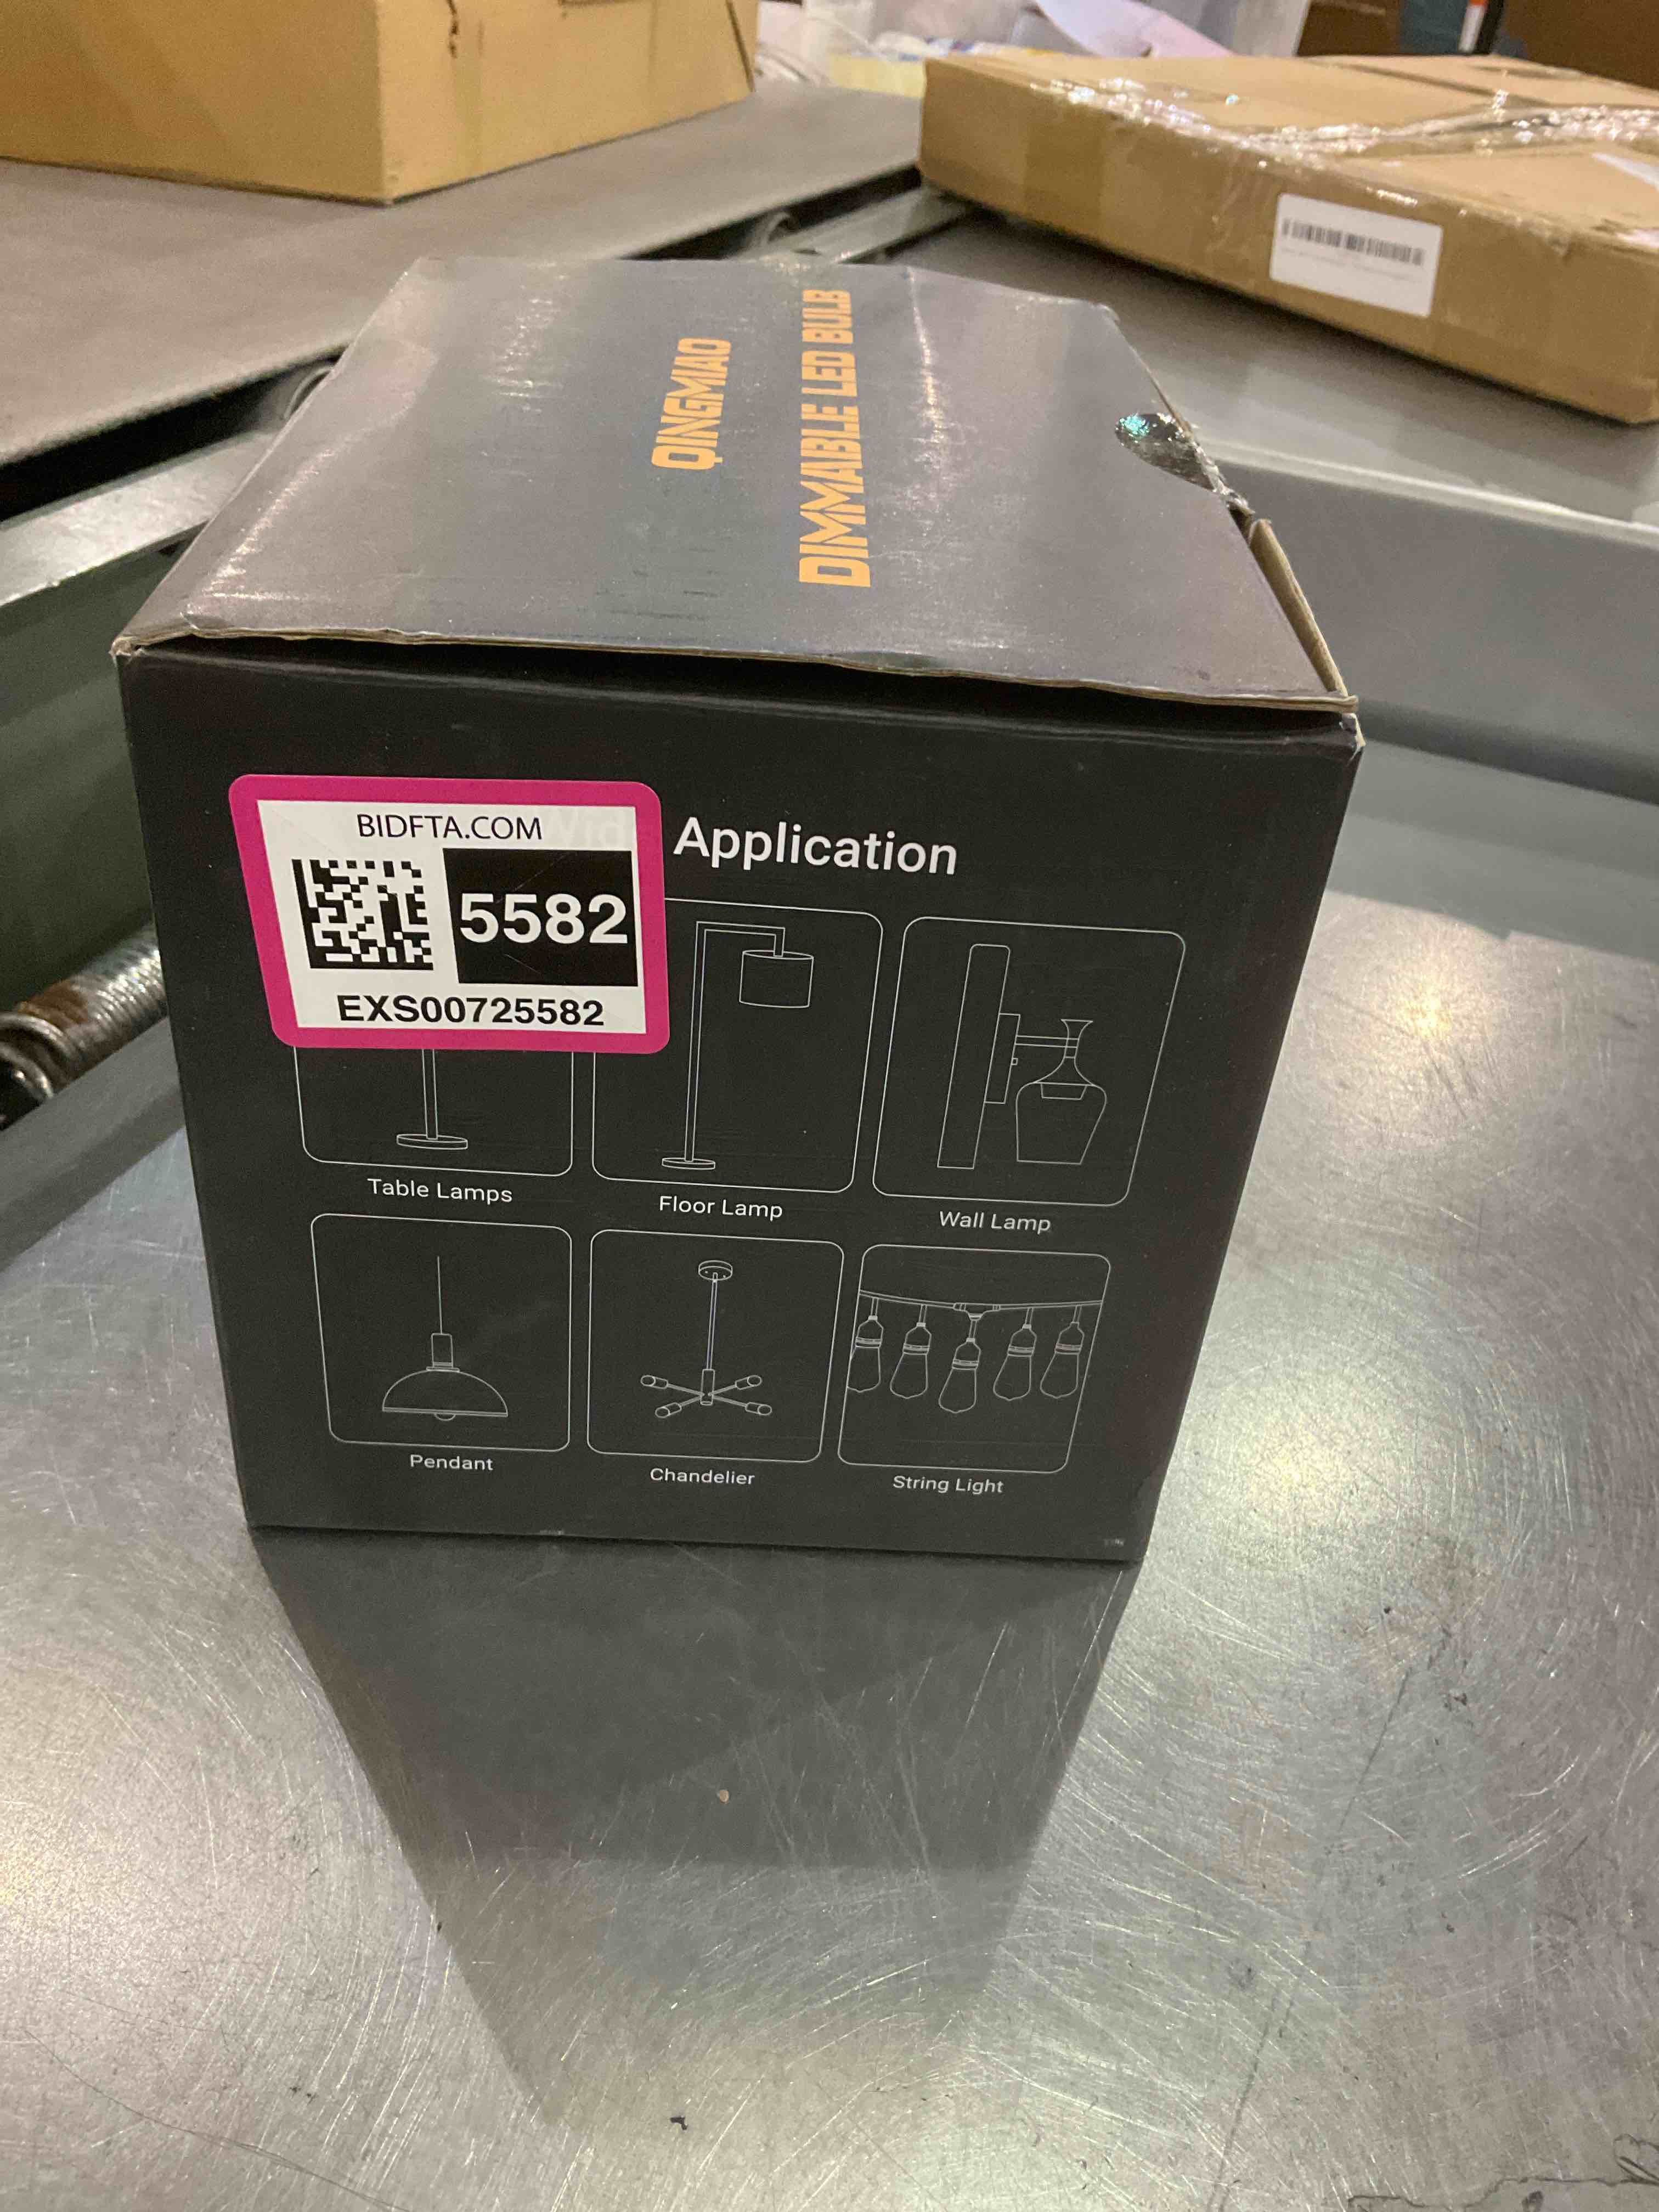 QINGMIAO
DIMMABLE LED BULB
BIDFTA.COM
5582
EXS00725582
Wide Application
Table Lamps
Floor Lamp
Wall Lamp
Pendant
Chandelier
String Light